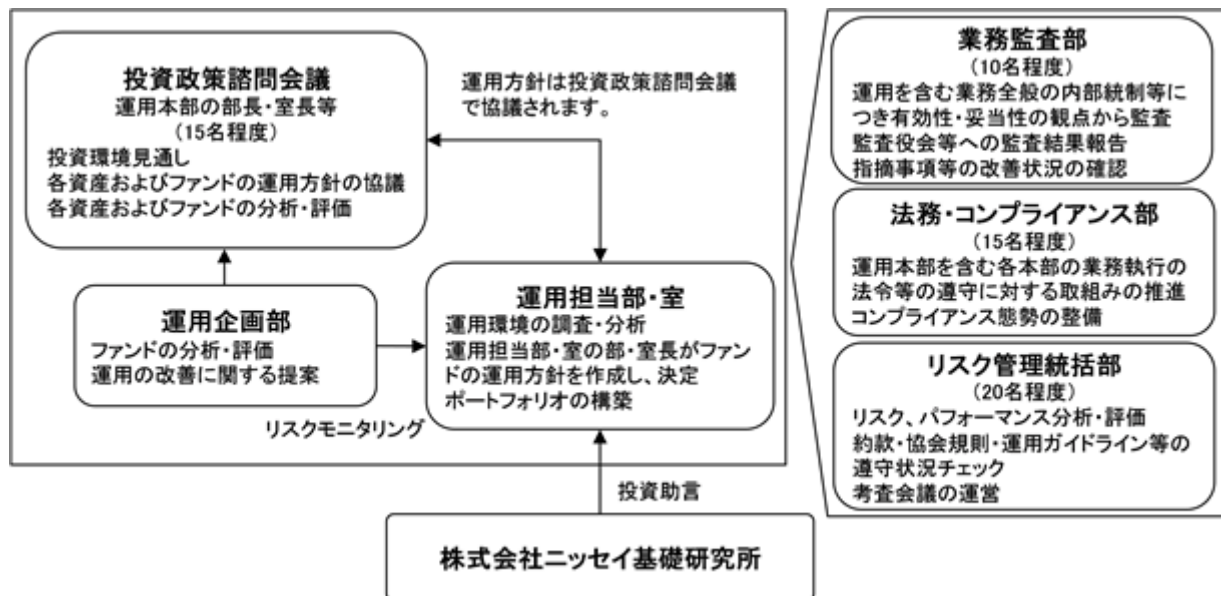 投資政策諮問会議
運用本部の部長・室長等
(15名程度)
投資環境見通し
各資産およびファンドの運用方針の協議
各資産およびファンドの分析・評価
運用方針は投資政策諮問会議
で協議されます。
運用企画部
ファンドの分析・評価
運用の改善に関する提案
リスクモニタリング
運用担当部・室
運用環境の調査・分析
運用担当部・室の部・室長がファン
ドの運用方針を作成し、決定
ポートフォリオの構築
投資助言
株式会社ニッセイ基礎研究所
業務監査部
(10名程度)
運用を含む業務全般の内部統制等に
つき有効性・妥当性の観点から監査
監査役会等への監査結果報告
指摘事項等の改善状況の確認
法務・コンプライアンス部
(15名程度)
運用本部を含む各本部の業務執行の
法令等の遵守に対する取組みの推進
コンプライアンス態勢の整備
リスク管理統括部
(20名程度)
リスク、パフォーマンス分析・評価
約款・協会規則・運用ガイドライン等の
遵守状況チェック
考査会議の運営